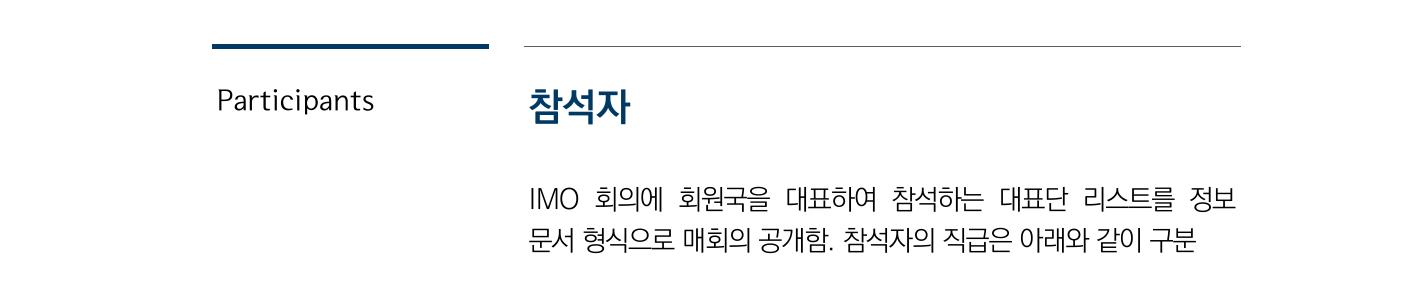 Participants
참석자
IMO 회의에 회원국을 대표하여 참석하는 대표단 리스트를 정보
문서 형식으로 매회의 공개함. 참석자의 직급은 아래와 같이 구분